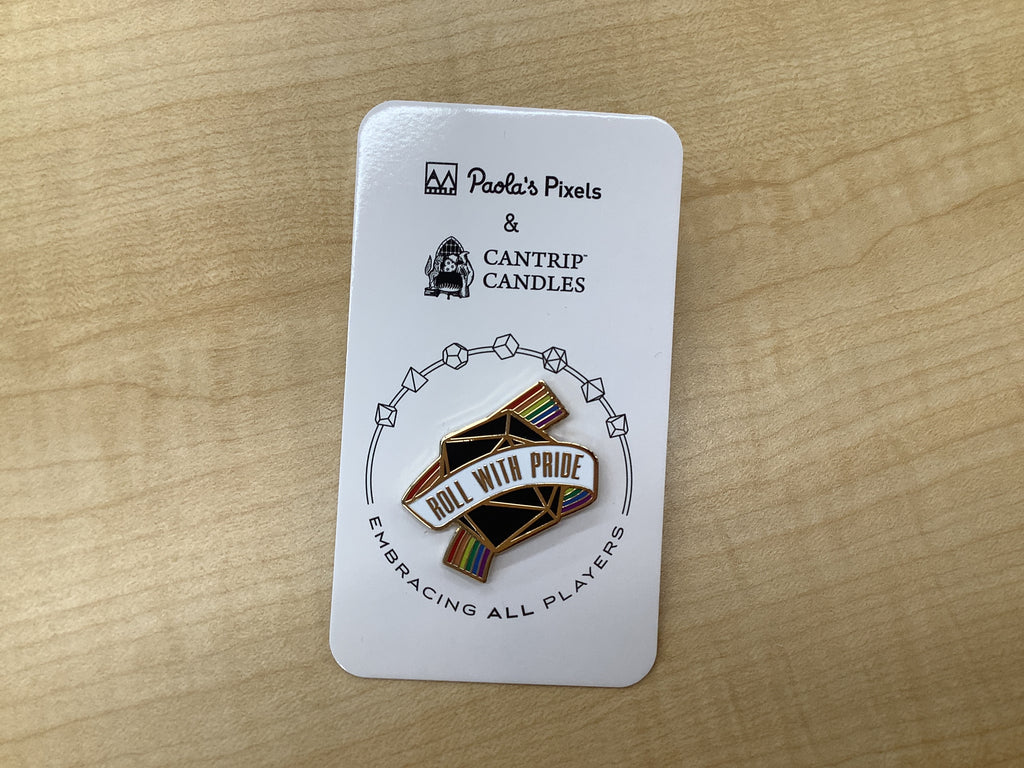 Paola's Pixels
&
CANTRIP™
CANDLES
ROLL WITH PRIDE
EMBRACING ALL PLAYERS